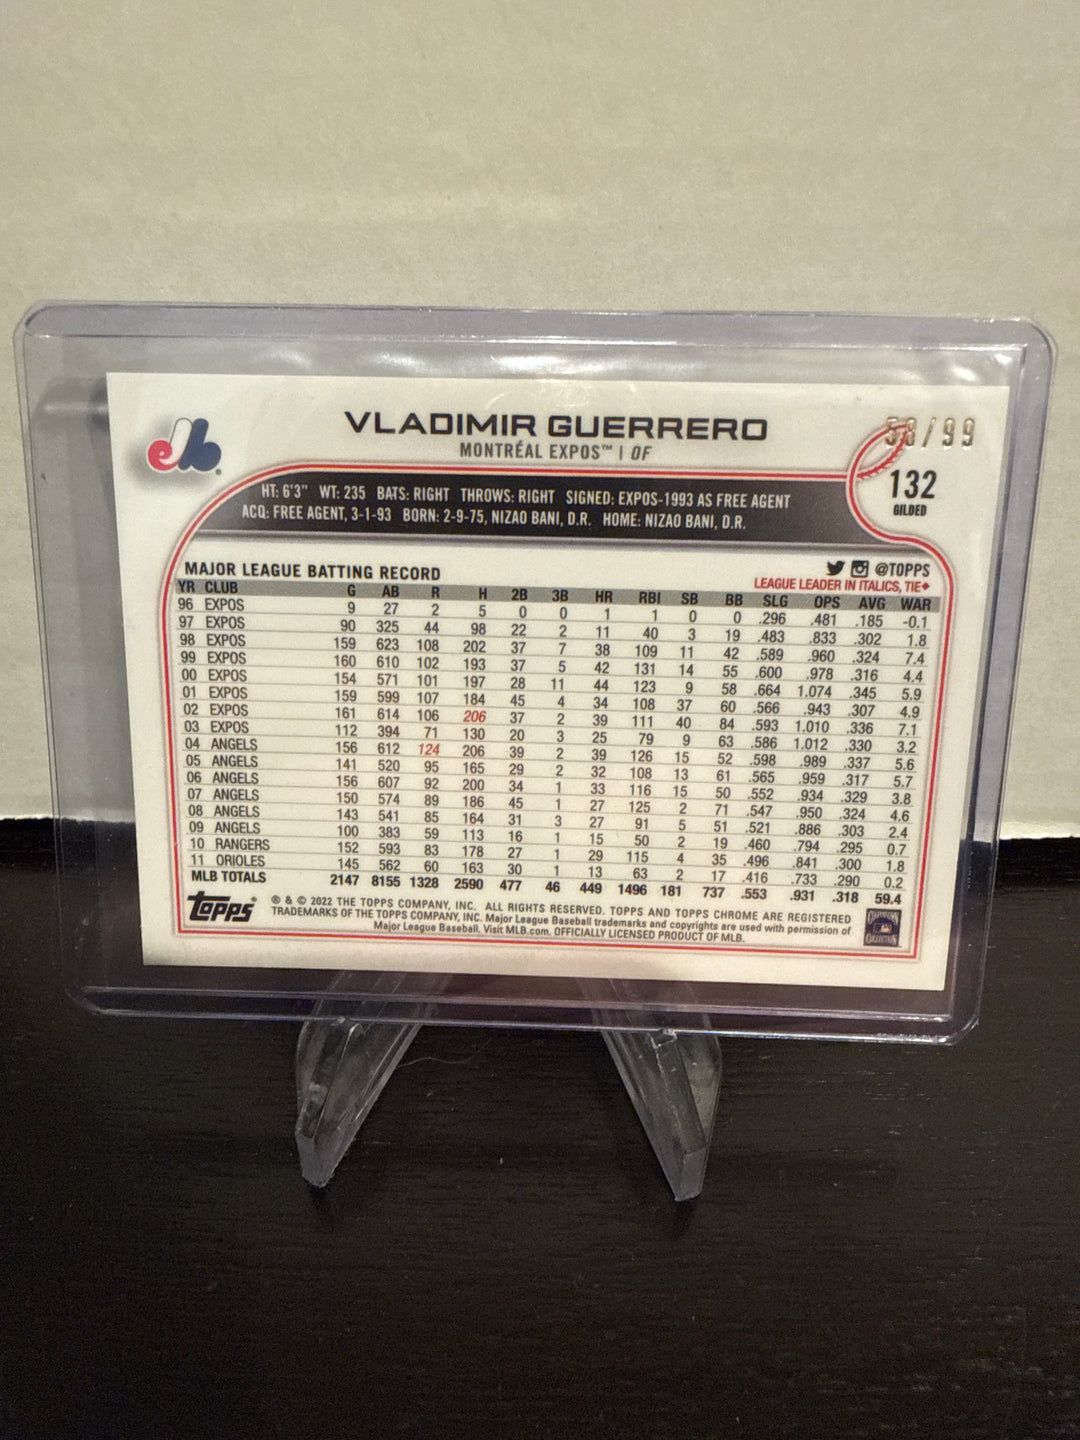 VLADIMIR GUERRERO
MONTRÉAL EXPOS™ | OF
/99
132
GILDED
HT: 6'3" WT: 235 BATS: RIGHT THROWS: RIGHT SIGNED: EXPOS-1993 AS FREE AGENT
ACQ: FREE AGENT, 3-1-93 BORN: 2-9-75, NIZAO BANI, D.R. HOME: NIZAO BANI, D.R.
MAJOR LEAGUE BATTING RECORD
@TOPPS
LEAGUE LEADER IN ITALICS, TIE♦
YR CLUB G AB R H 2B 3B HR RBI SB BB SLG OPS AVG WAR
96 EXPOS 9 27 2 5 0 0 1 1 0 0 .296 .481 .185 -0.1
97 EXPOS 90 325 44 98 22 2 11 40 3 19 .483 .833 .302 1.8
98 EXPOS 159 623 108 202 37 7 38 109 11 42 .589 .960 .324 7.4
99 EXPOS 160 610 102 193 37 5 42 131 14 55 .600 .978 .316 4.4
00 EXPOS 154 571 101 197 28 11 44 123 9 58 .664 1.074 .345 5.9
01 EXPOS 159 599 107 184 45 4 34 108 37 60 .566 .943 .307 4.9
02 EXPOS 161 614 106 206 37 2 39 111 40 84 .593 1.010 .336 7.1
03 EXPOS 112 394 71 130 20 3 25 79 9 63 .586 1.012 .330 3.2
04 ANGELS 156 612 124 206 39 2 39 126 15 52 .598 .989 .337 5.6
05 ANGELS 141 520 95 165 29 2 32 108 13 61 .565 .959 .317 5.7
06 ANGELS 156 607 92 200 34 1 33 116 15 50 .552 .934 .329 3.8
07 ANGELS 150 574 89 186 45 1 27 125 2 71 .547 .950 .324 4.6
08 ANGELS 143 541 85 164 31 3 27 91 5 51 .521 .886 .303 2.4
09 ANGELS 100 383 59 113 16 1 15 50 2 19 .460 .794 .295 0.7
10 RANGERS 152 593 83 178 27 1 29 115 4 35 .496 .841 .300 1.8
11 ORIOLES 145 562 60 163 30 1 13 63 2 17 .416 .733 .290 0.2
MLB TOTALS 2147 8155 1328 2590 477 46 449 1496 181 737 .553 .931 .318 59.4
topps
® & © 2022 THE TOPPS COMPANY, INC. ALL RIGHTS RESERVED. TOPPS AND TOPPS CHROME ARE REGISTERED
TRADEMARKS OF THE TOPPS COMPANY, INC. Major League Baseball trademarks and copyrights are used with permission of
Major League Baseball. Visit MLB.com. OFFICIALLY LICENSED PRODUCT OF MLB.
COOPERSTOWN
COLLECTION